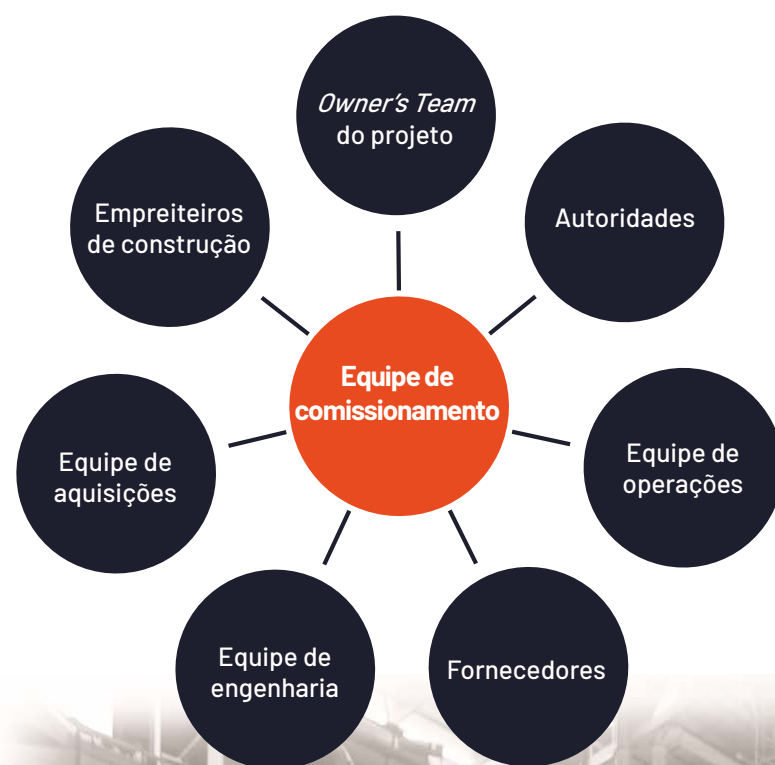 Owner's Team
do projeto
Autoridades
Empreiteiros
de construção
Equipe de
comissionamento
Equipe de
operações
Equipe de
aquisições
Fornecedores
Equipe de
engenharia